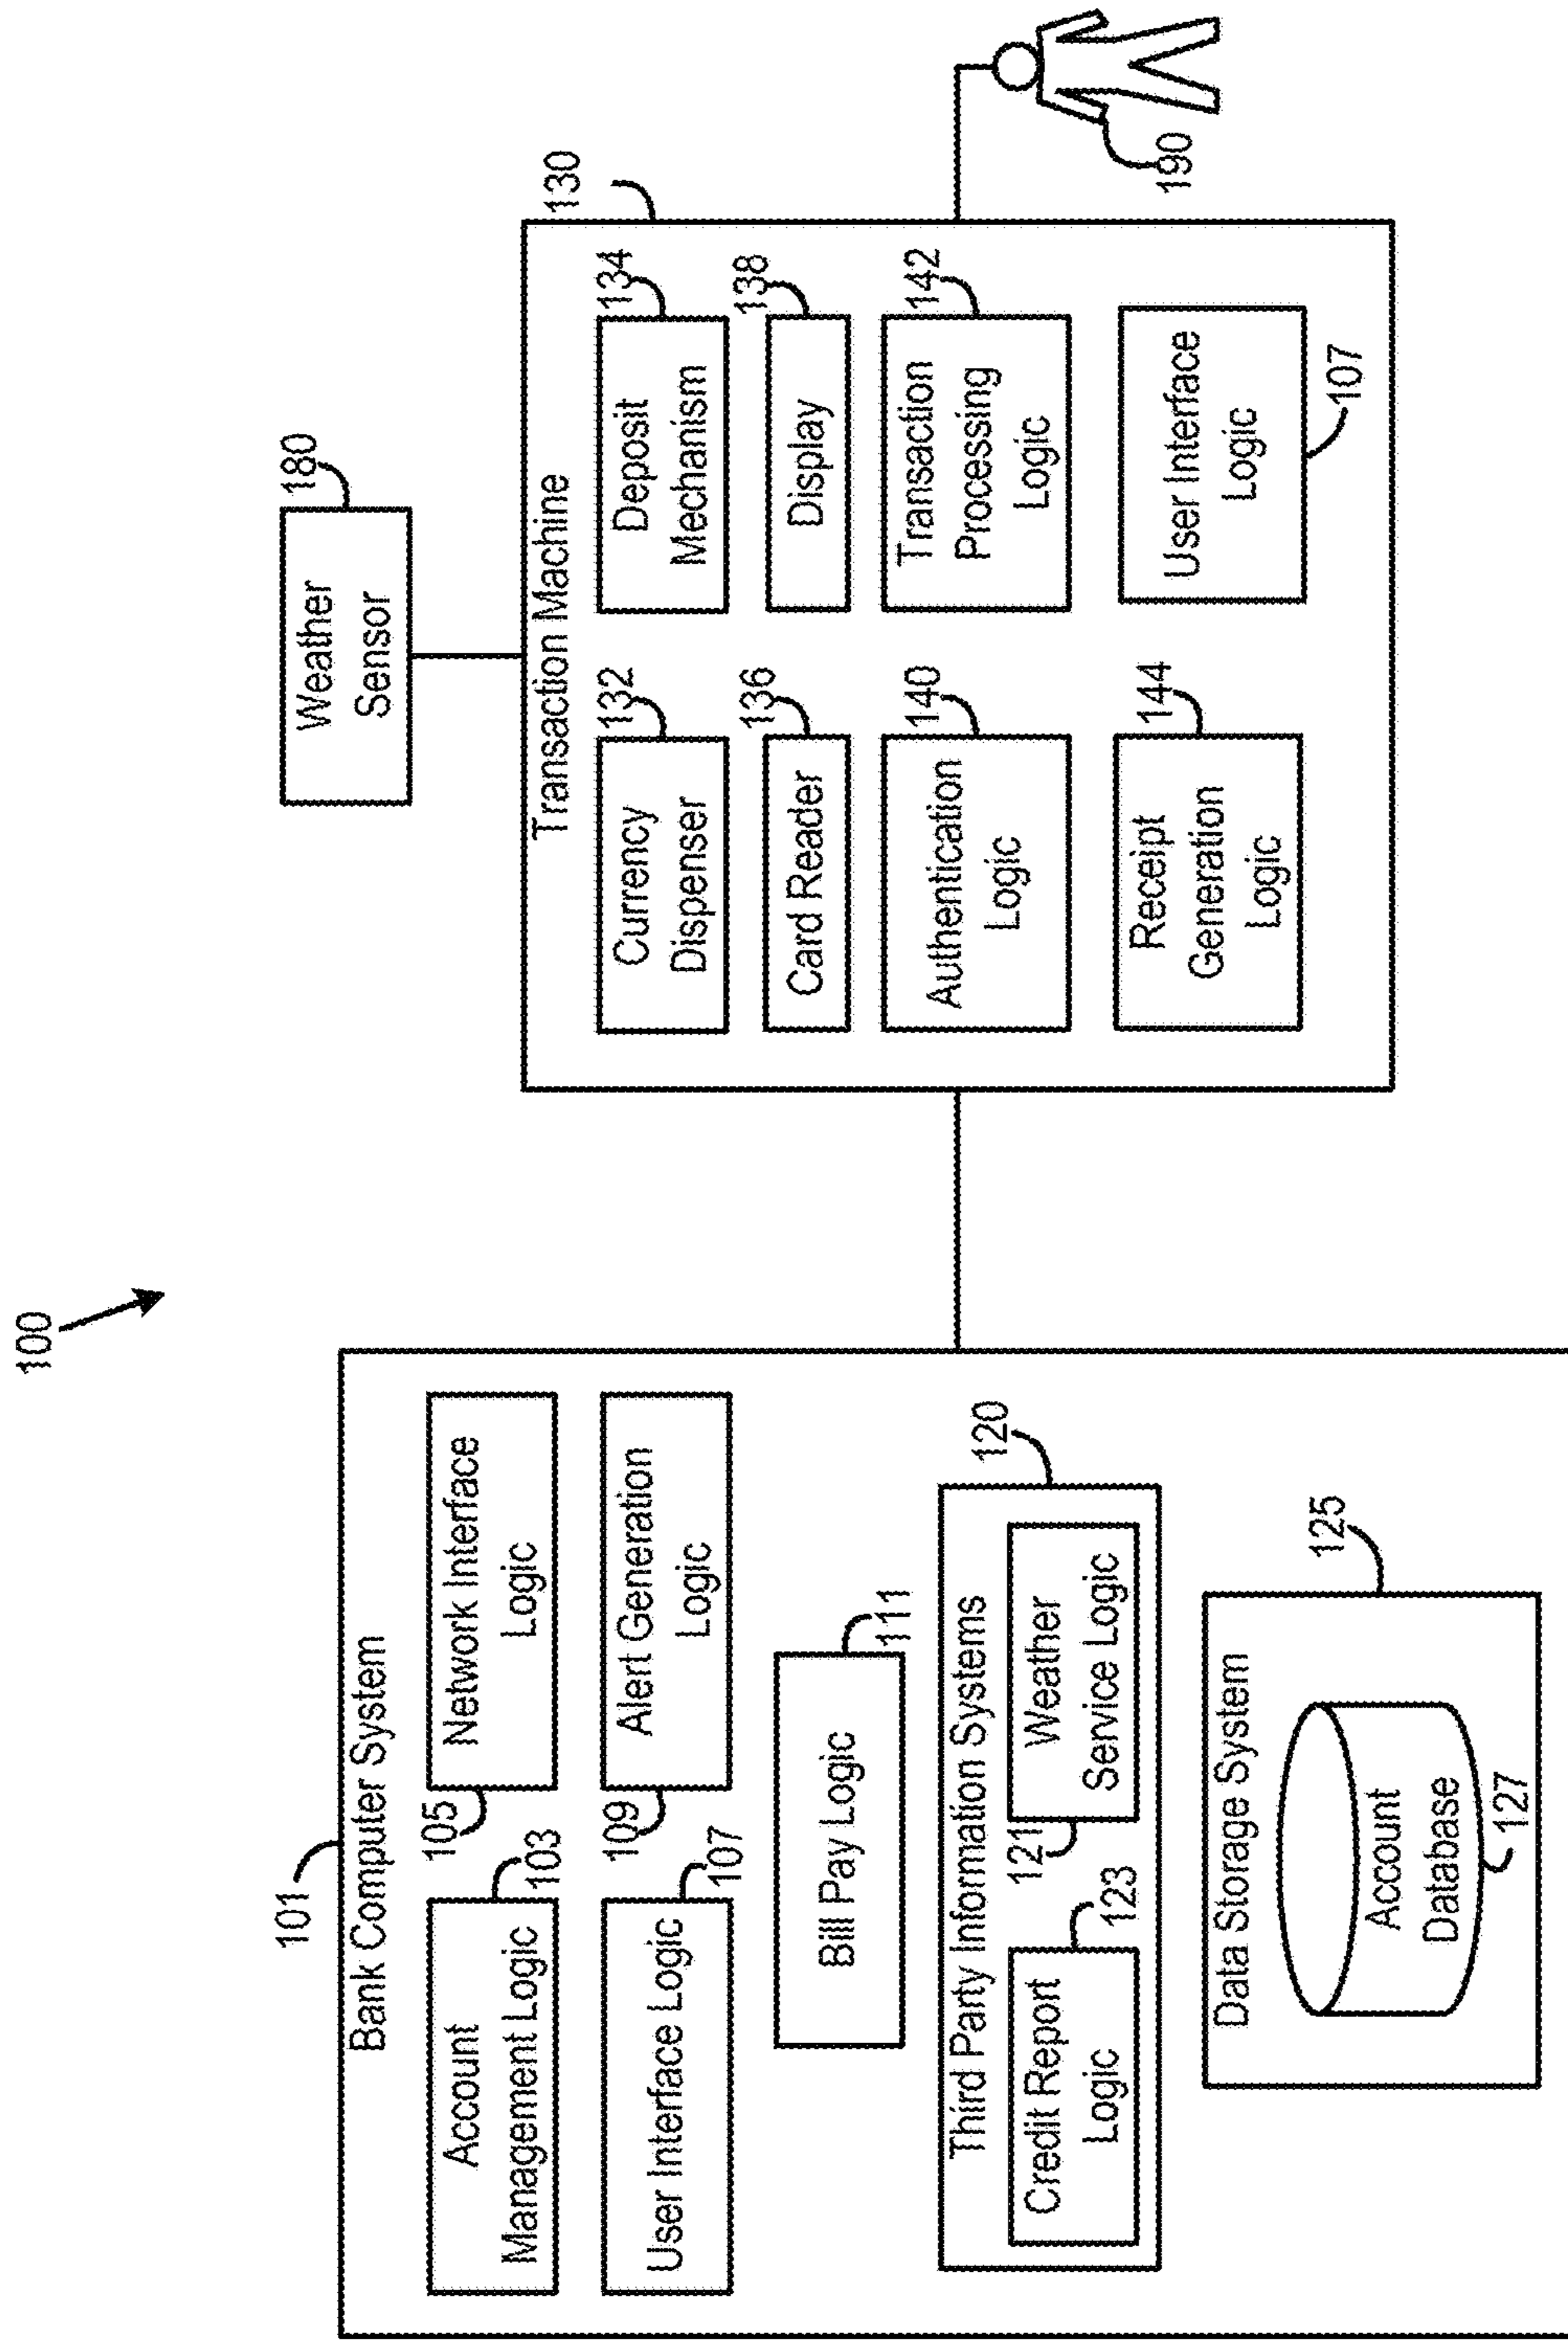 100
101
Bank Computer System
Account
Management Logic
103
105
Network Interface
Logic
User Interface Logic
107
109
Alert Generation
Logic
Bill Pay Logic
111
Third Party Information Systems
120
Credit Report
Logic
123
121
Weather
Service Logic
Data Storage System
125
Account
Database
127
Weather
Sensor
180
Transaction Machine
130
Currency
Dispenser
132
Deposit
Mechanism
134
Card Reader
136
Display
138
Authentication
Logic
140
Transaction
Processing
Logic
142
Receipt
Generation
Logic
144
User Interface
Logic
107
190